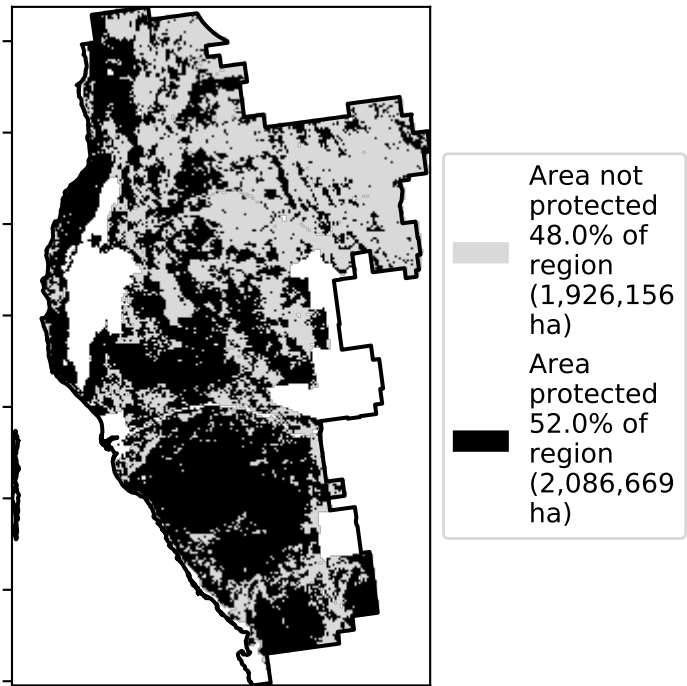 Area not
protected
48.0% of
region
(1,926,156
ha)
Area
protected
52.0% of
region
(2,086,669
ha)